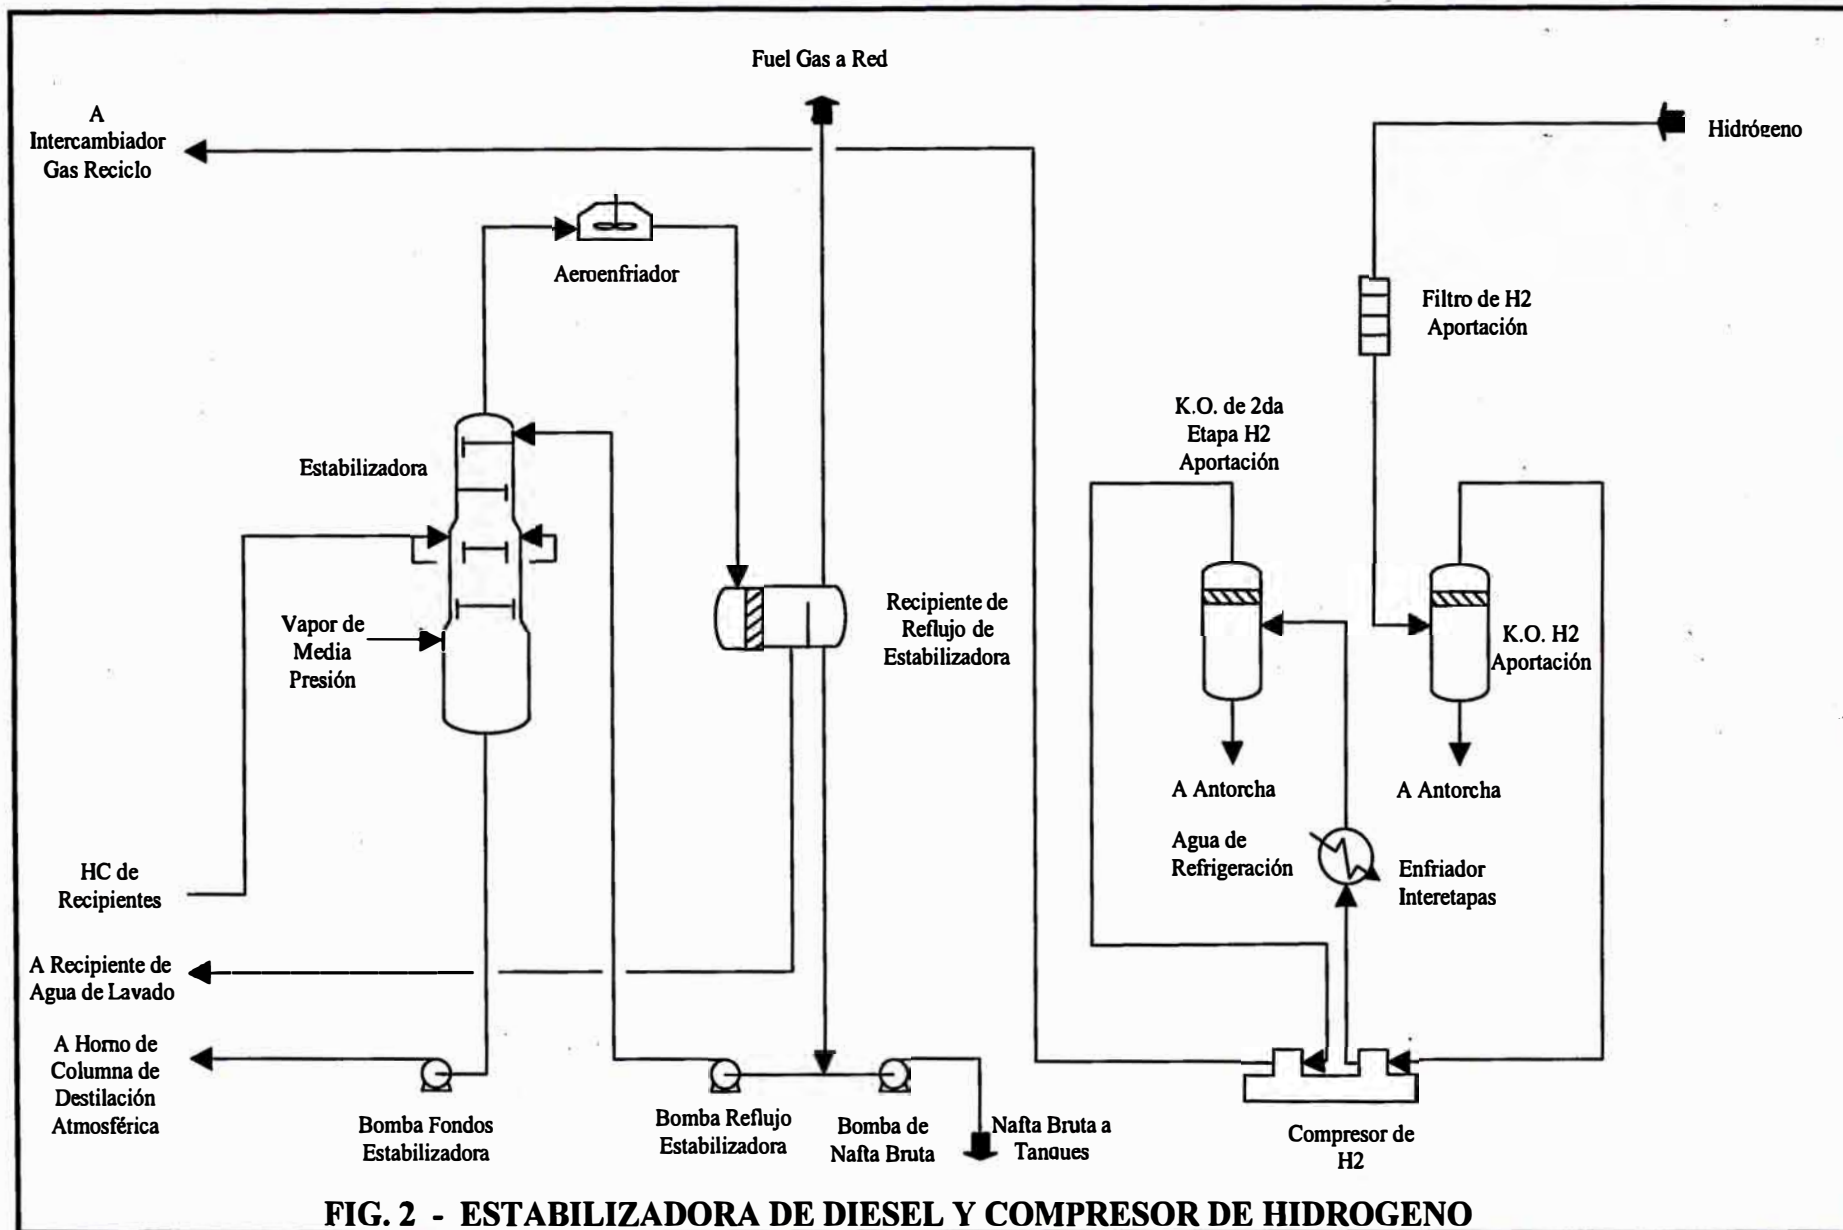 Fuel Gas a Red
A
Intercambiador
Gas Reciclo
Hidrógeno
Aeroenfriador
Filtro de H2
Aportación
K.O. de 2da
Etapa H2
Aportación
Estabilizadora
Vapor de
Media
Presión
Recipiente de
Reflujo de
Estabilizadora
K.O. H2
Aportación
A Antorcha
A Antorcha
Agua de
Refrigeración
Enfriador
Interetapas
HC de
Recipientes
A Recipiente de
Agua de Lavado
A Horno de
Columna de
Destilación
Atmosférica
Bomba Fondos
Estabilizadora
Bomba Reflujo
Estabilizadora
Bomba de
Nafta Bruta
Nafta Bruta a
Tanques
Compresor de
H2
FIG. 2 - ESTABILIZADORA DE DIESEL Y COMPRESOR DE HIDROGENO